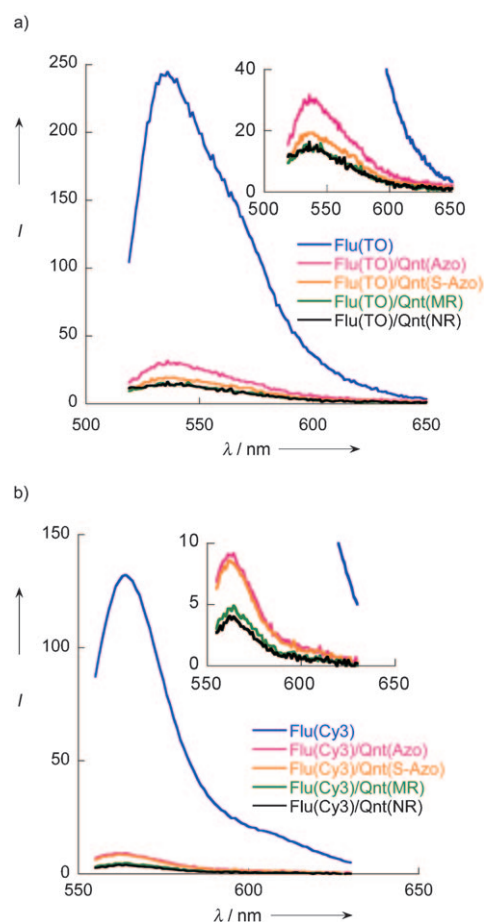 a)
250
200
150
100
50
0
I
500
550
600
650
λ / nm
40
20
0
500
550
600
650
Flu(TO)
Flu(TO)/Qnt(Azo)
Flu(TO)/Qnt(S-Azo)
Flu(TO)/Qnt(MR)
Flu(TO)/Qnt(NR)
b)
150
100
50
0
I
550
600
650
λ / nm
10
5
0
550
600
650
Flu(Cy3)
Flu(Cy3)/Qnt(Azo)
Flu(Cy3)/Qnt(S-Azo)
Flu(Cy3)/Qnt(MR)
Flu(Cy3)/Qnt(NR)